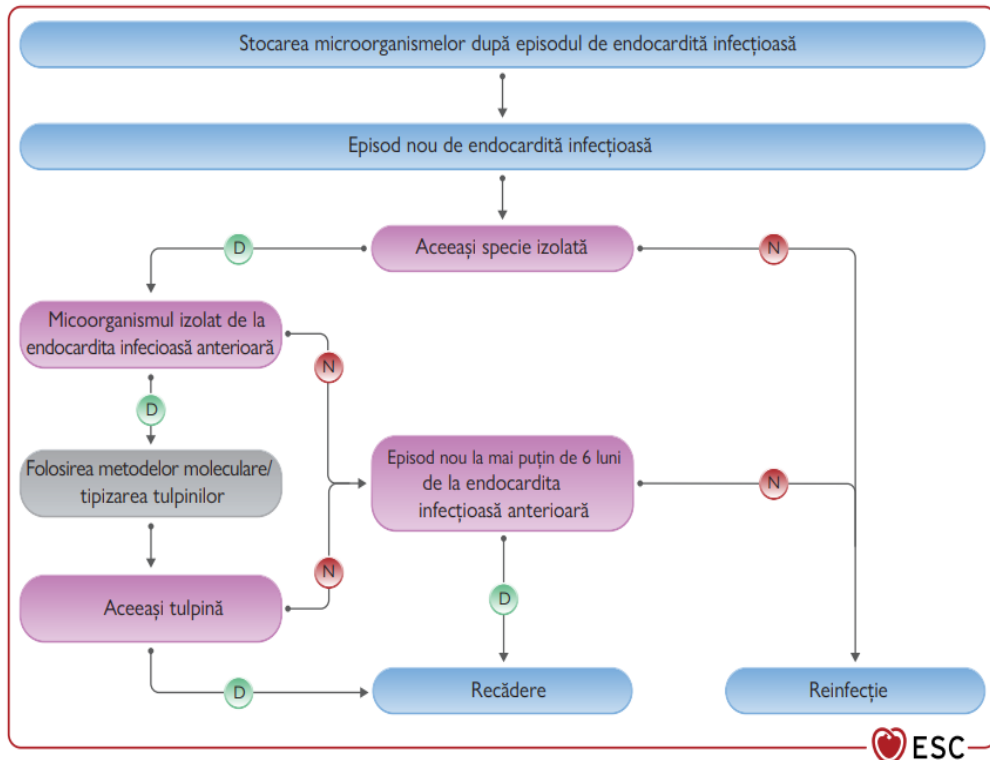 Stocarea microorganismelor după episodul de endocardită infecțioasă
Episod nou de endocardită infecțioasă
Aceeași specie izolată
D
N
Micoorganismul izolat de la
endocardita infecioasă anterioară
N
D
Folosirea metodelor moleculare/
tipizarea tulpinilor
Episod nou la mai puțin de 6 luni
de la endocardita
infecțioasă anterioară
N
N
D
Aceeași tulpină
D
Recădere
Reinfecție
ESC